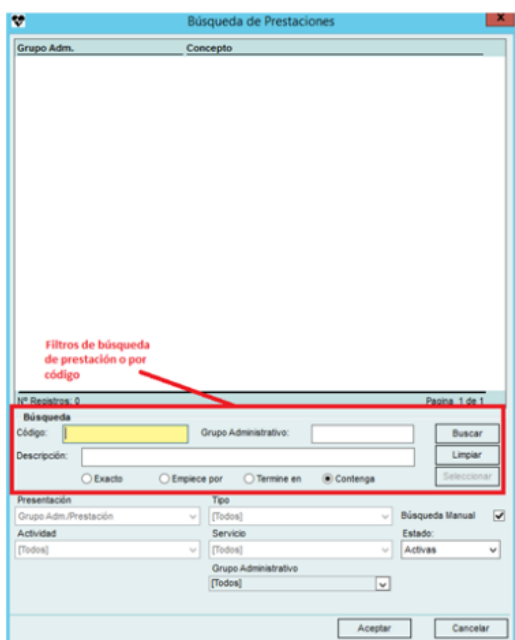 Búsqueda de Prestaciones
x
Grupo Adm. Concepto
Filtros de búsqueda
de prestación o por
código
Nº Registros: 0 Pagina 1 de 1
Búsqueda
Código: Grupo Administrativo: Buscar
Descripción: Limpiar
Exacto Empiece por Termine en Contenga Seleccionar
Presentación Tipo
Grupo Adm./Prestación [Todos] Búsqueda Manual
Actividad Servicio Estado:
[Todos] [Todos] Activas
Grupo Administrativo
[Todos]
Aceptar Cancelar